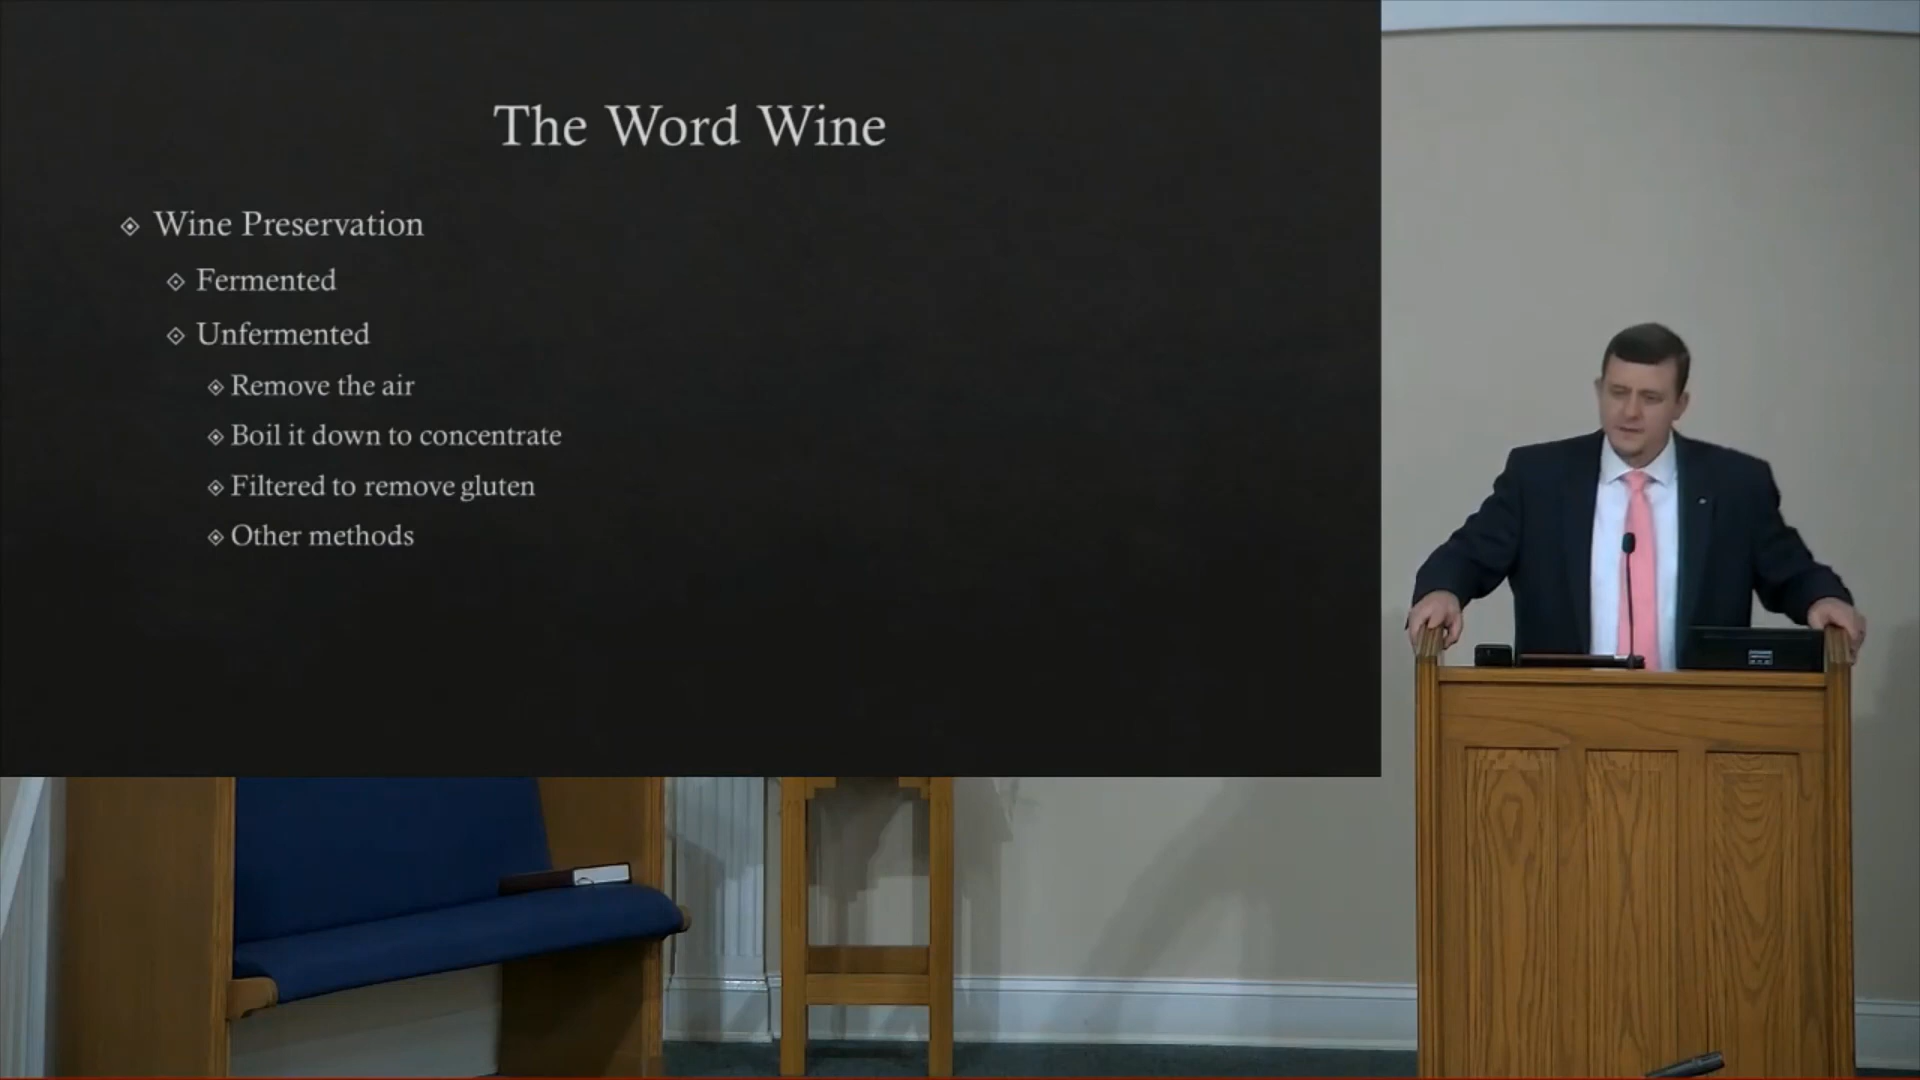 The Word Wine
Wine Preservation
Fermented
Unfermented
Remove the air
Boil it down to concentrate
Filtered to remove gluten
Other methods